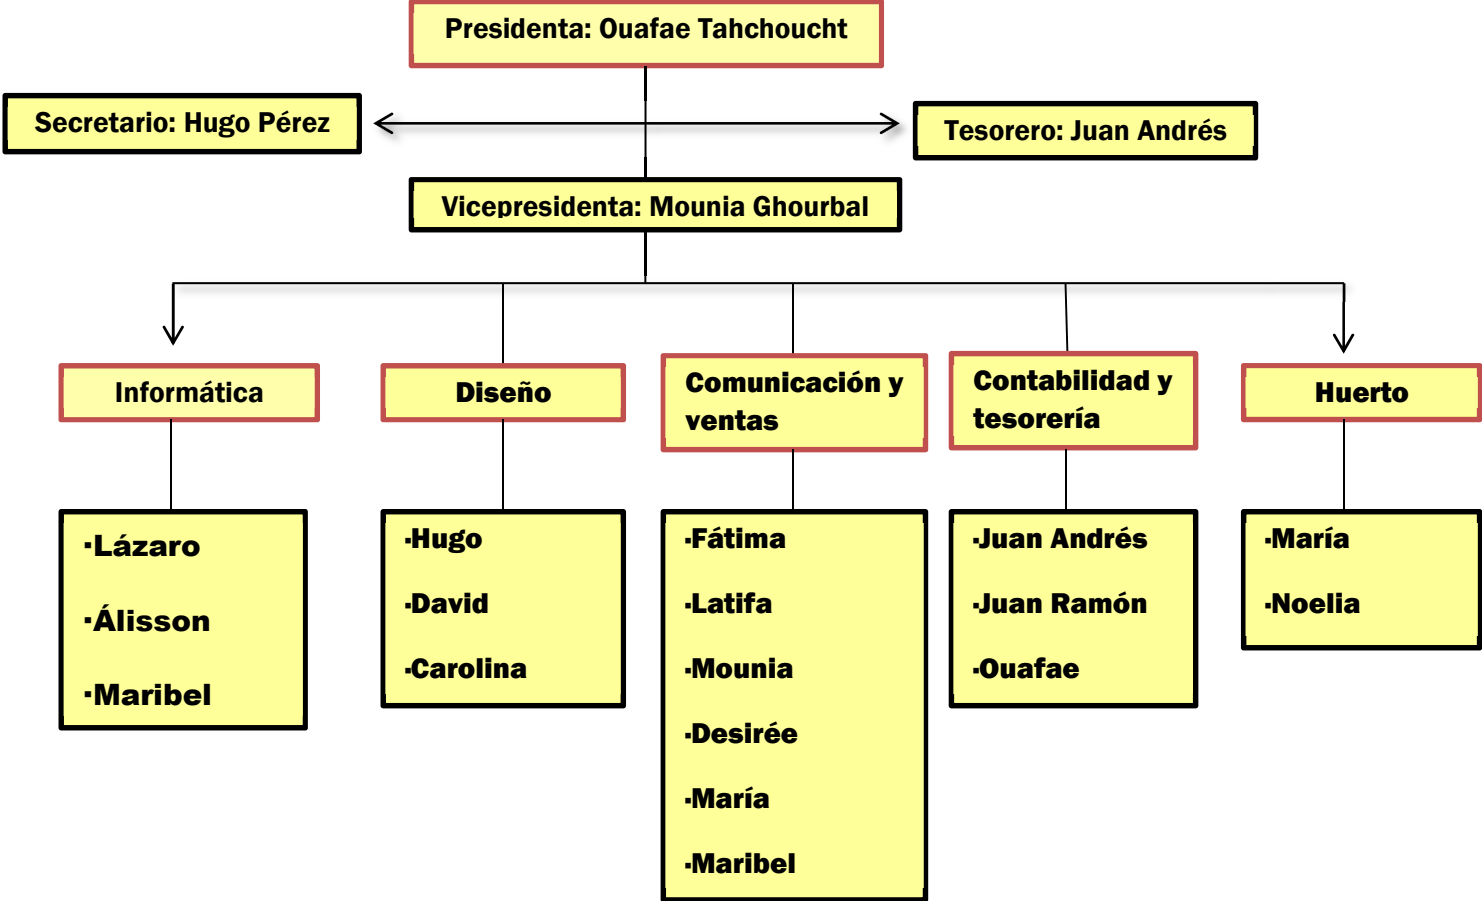 Presidenta: Ouafae Tahchoucht
Secretario: Hugo Pérez
Tesorero: Juan Andrés
Vicepresidenta: Mounia Ghourbal
Informática
Diseño
Comunicación y
ventas
Contabilidad y
tesorería
Huerto
·Lázaro
·Álisson
·Maribel
·Hugo
·David
·Carolina
·Fátima
·Latifa
·Mounia
·Desirée
·María
·Maribel
·Juan Andrés
·Juan Ramón
·Ouafae
·María
·Noelia